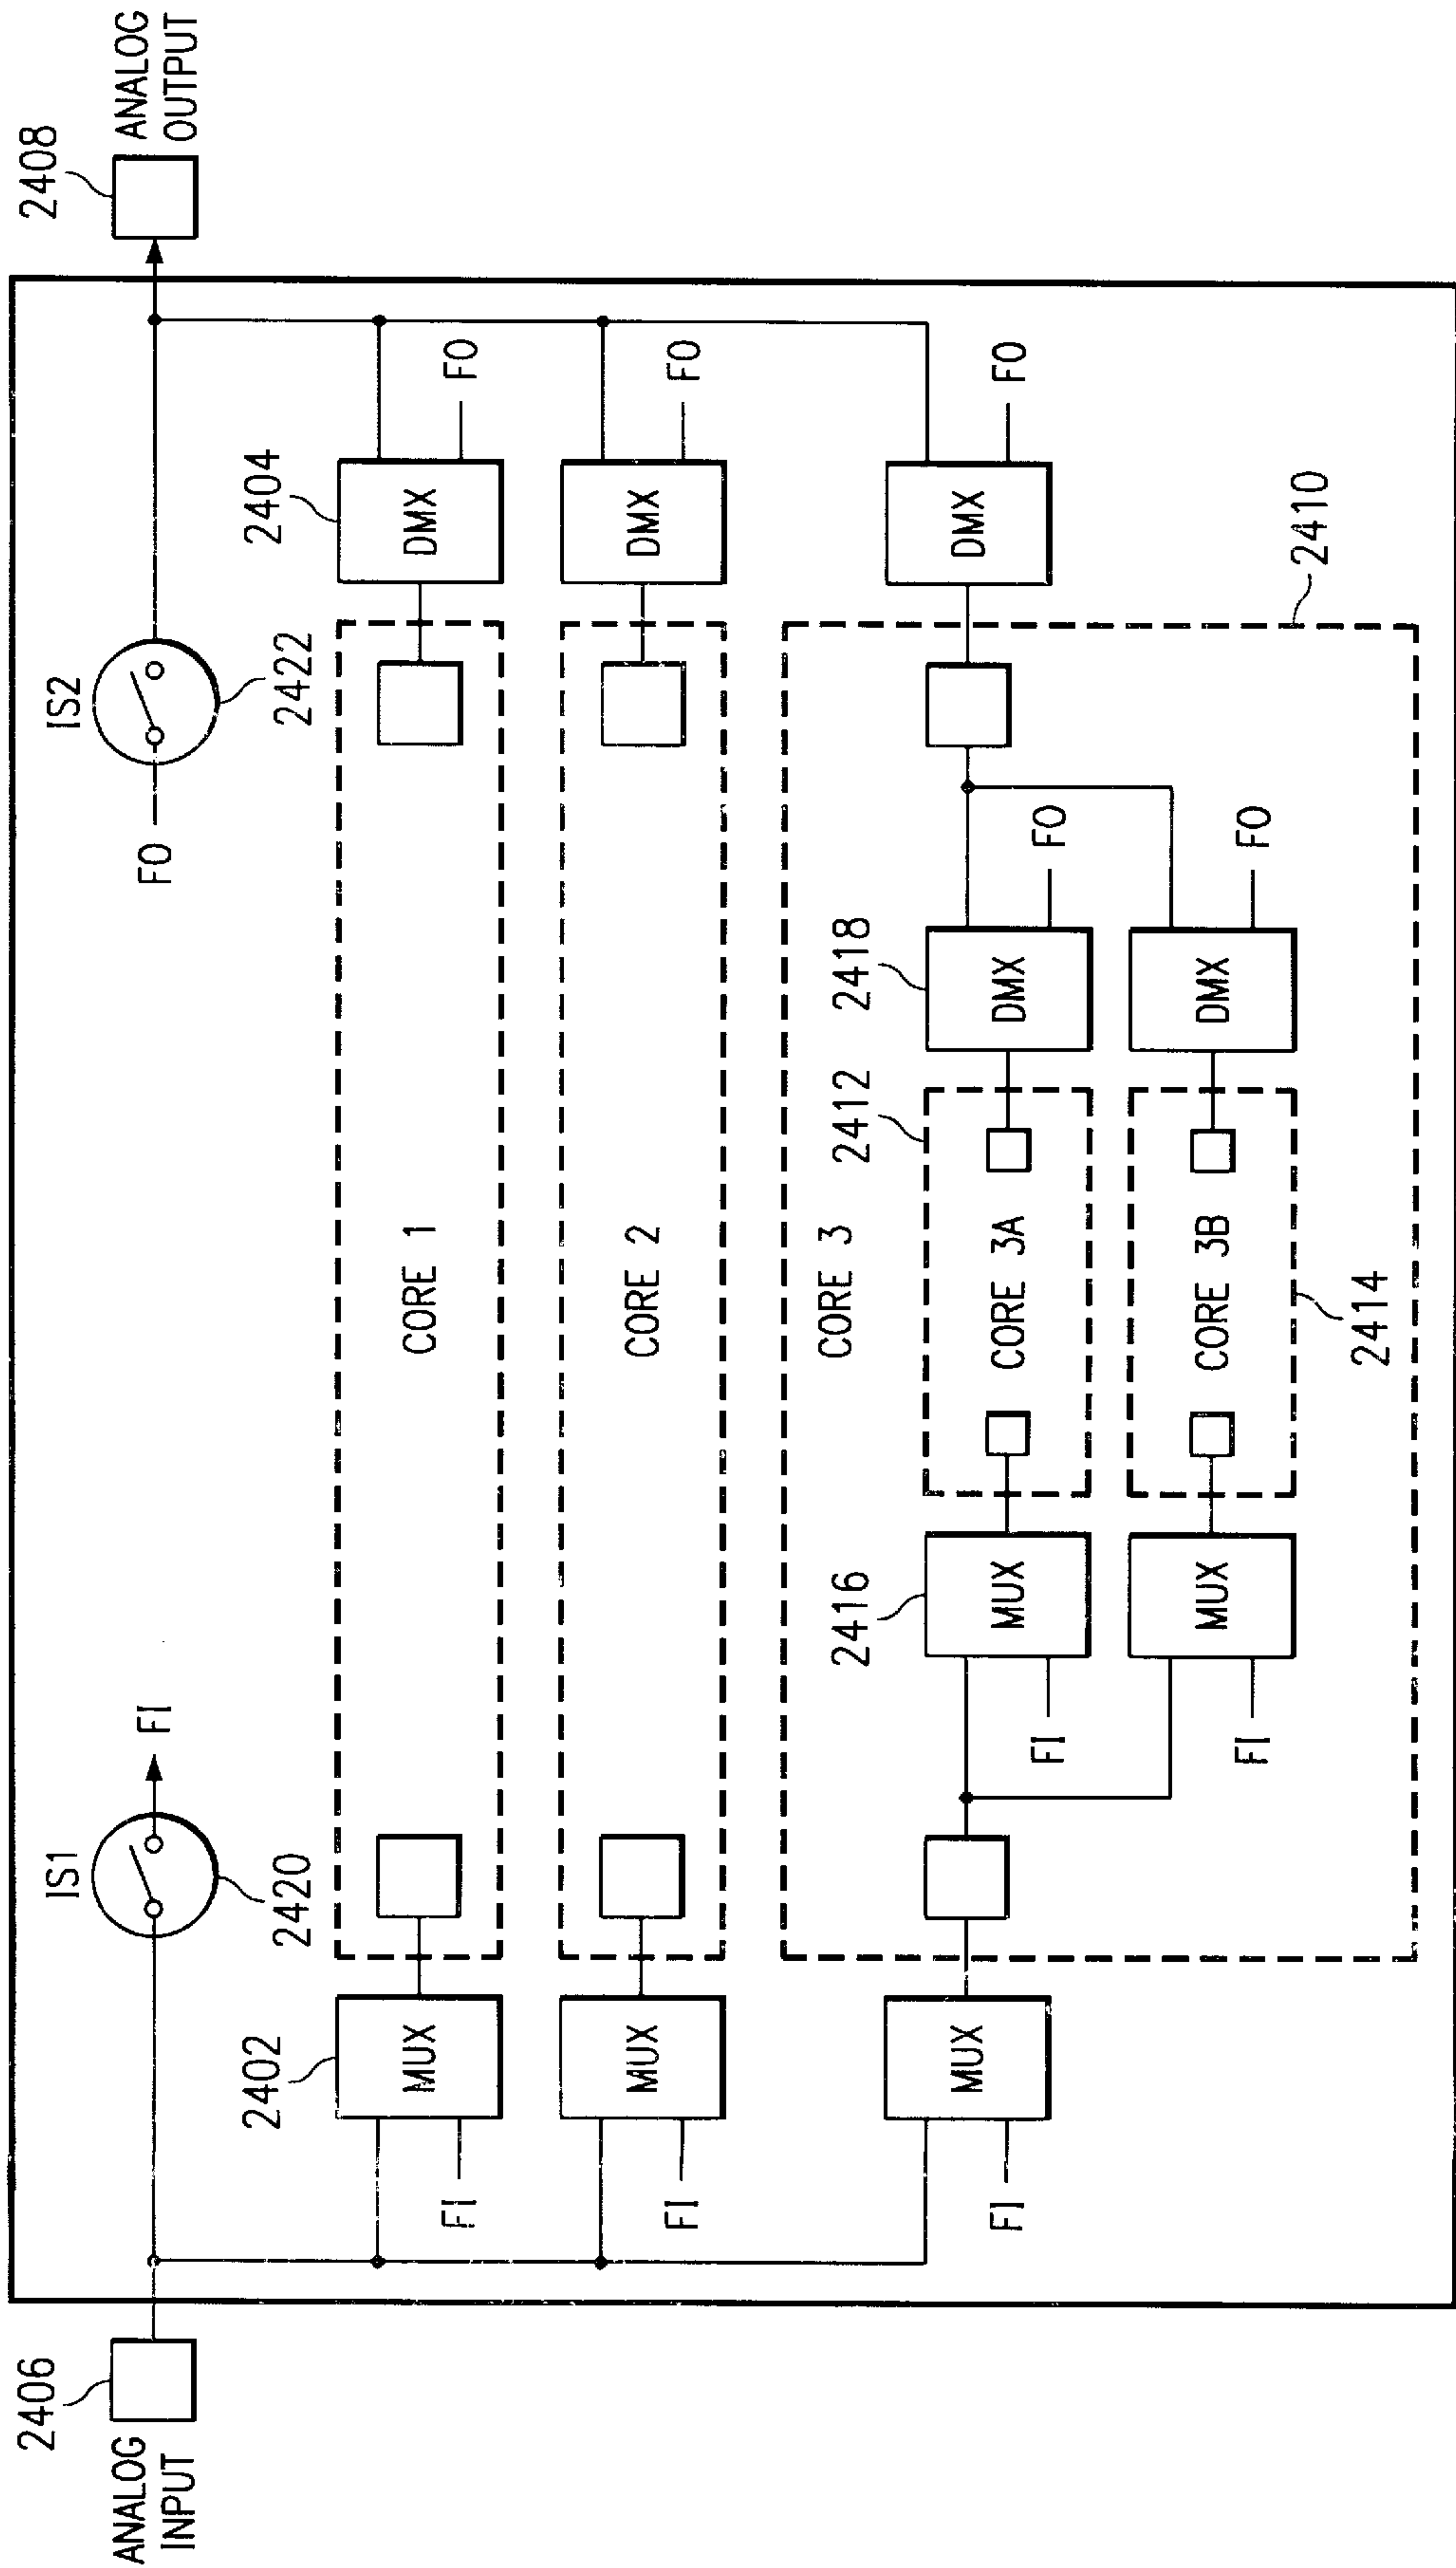 2406
ANALOG
INPUT
IS1
FI
2420
IS2
FO
2422
2408
ANALOG
OUTPUT
2402
MUX
FI
CORE 1
2404
DMX
FO
MUX
FI
CORE 2
DMX
FO
MUX
FI
CORE 3
DMX
FO
2410
2416
MUX
FI
2412
CORE 3A
2418
DMX
FO
MUX
FI
CORE 3B
2414
DMX
FO